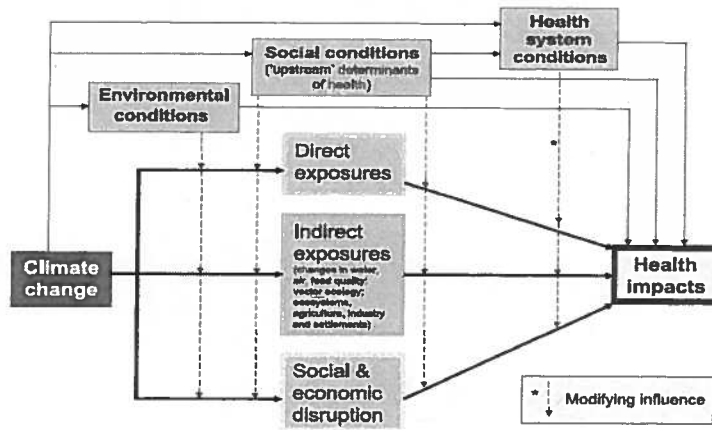 Health
system
conditions
Social conditions
('upstream' determinants
of health)
Environmental
conditions
*
Direct
exposures
Indirect
exposures
(changes in water,
air, food quality;
vector ecology;
ecosystems,
agriculture, industry
and settlements)
Climate
change
Health
impacts
Social &
economic
disruption
* Modifying influence